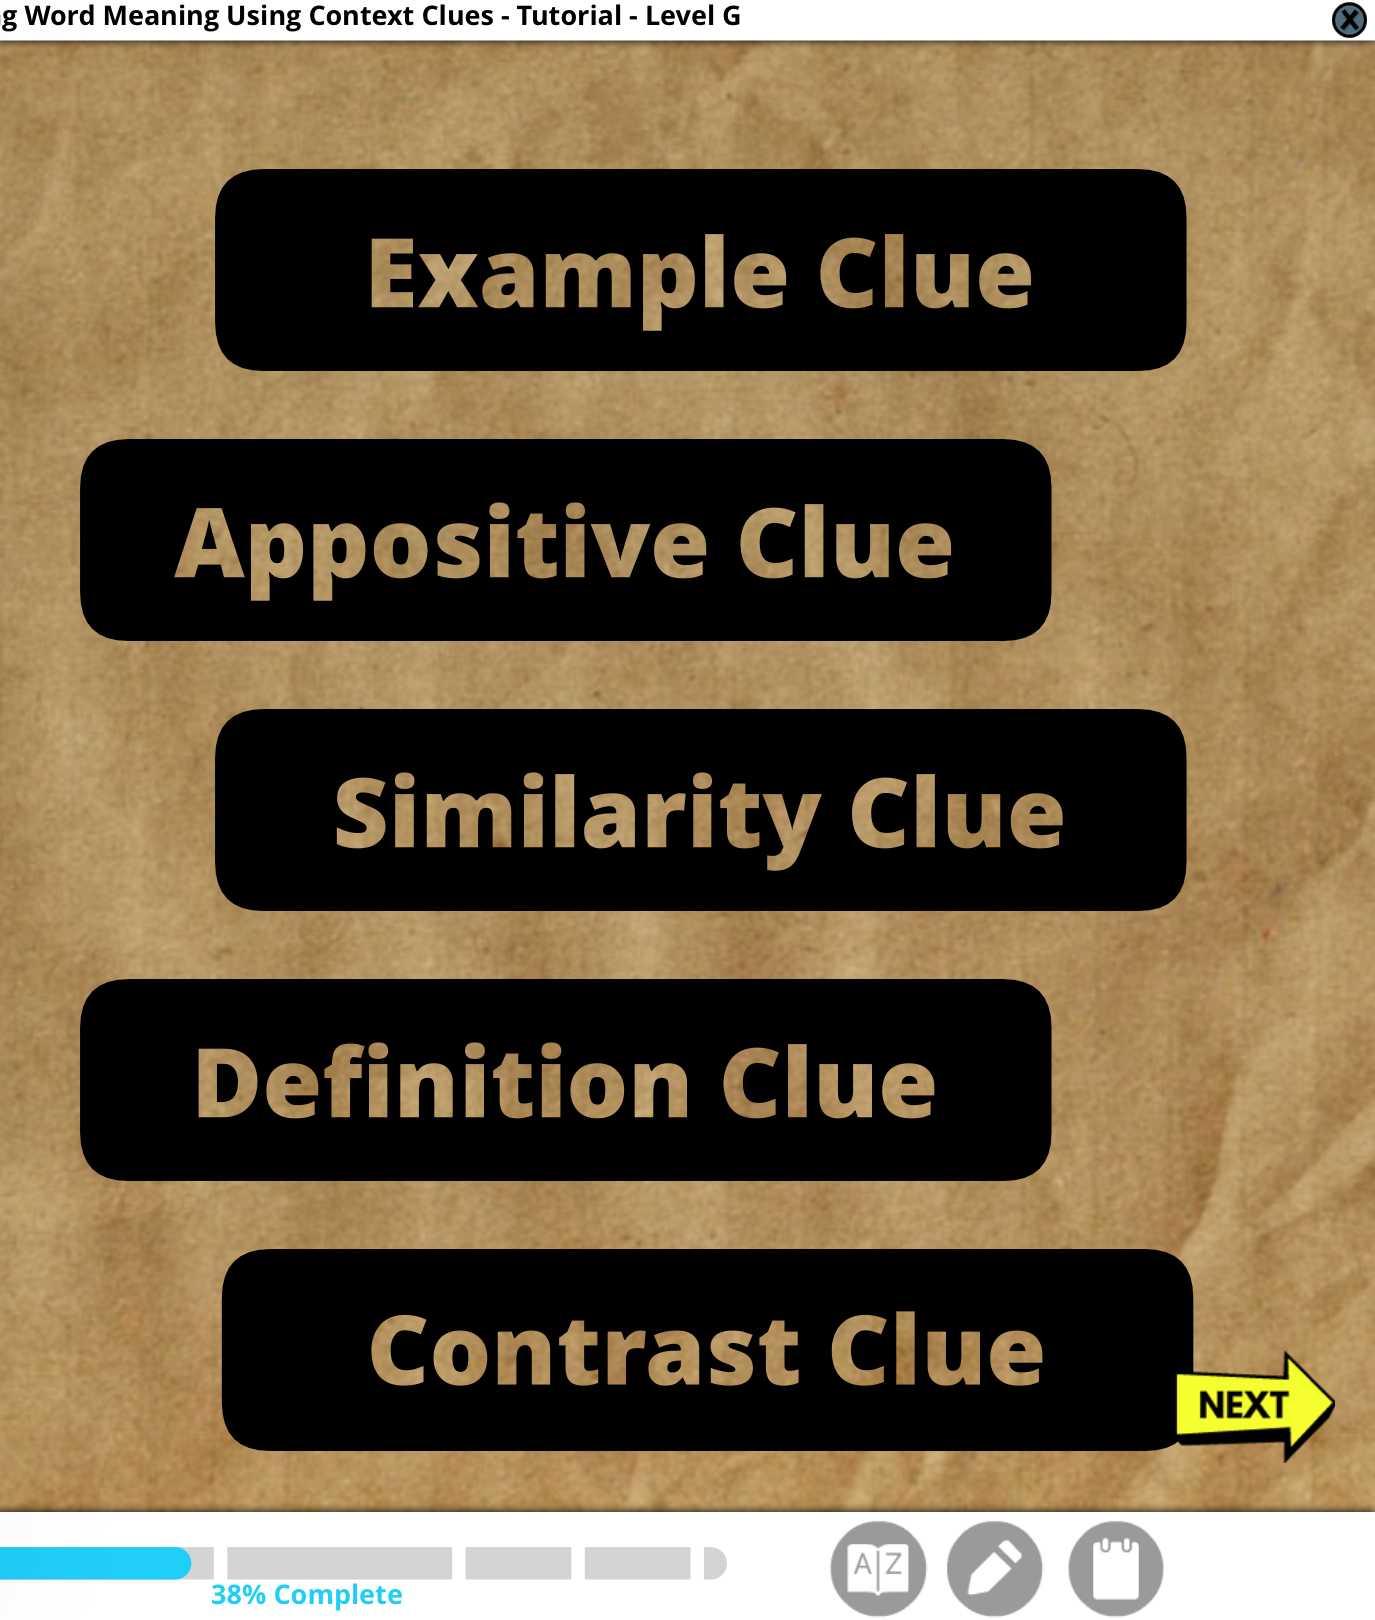 g Word Meaning Using Context Clues - Tutorial - Level G
X
Example Clue
Appositive Clue
Similarity Clue
Definition Clue
Contrast Clue
NEXT
38% Complete
A|Z